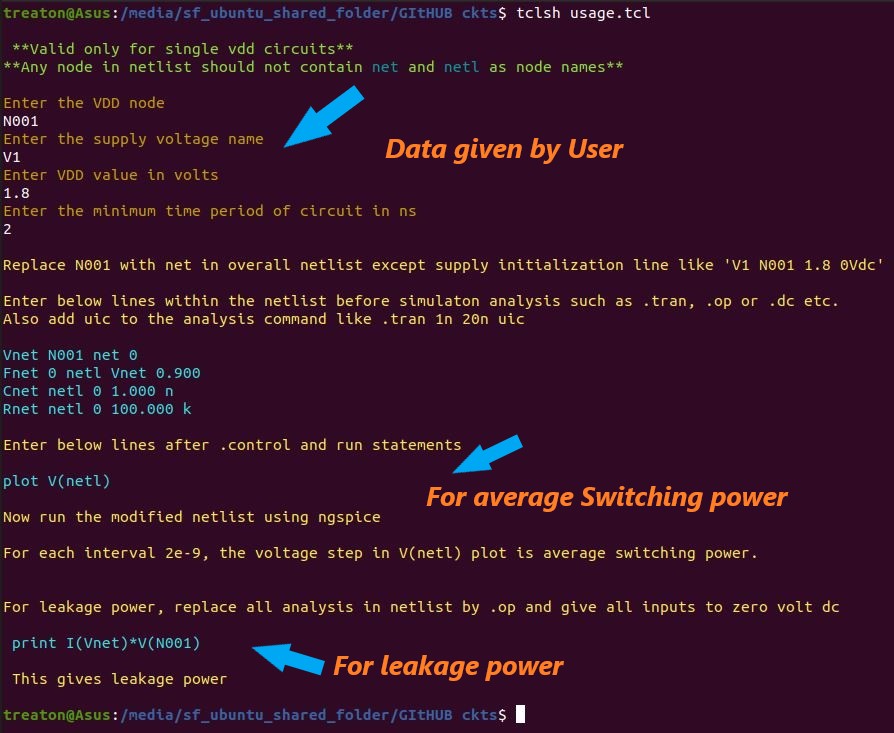 treaton@Asus:/media/sf_ubuntu_shared_folder/GItHUB ckts$ tclsh usage.tcl
**Valid only for single vdd circuits**
**Any node in netlist should not contain net and netl as node names**
Enter the VDD node
N001
Enter the supply voltage name
V1
Enter VDD value in volts
1.8
Enter the minimum time period of circuit in ns
2
Data given by User
Replace N001 with net in overall netlist except supply initialization line like 'V1 N001 1.8 0Vdc'
Enter below lines within the netlist before simulaton analysis such as .tran, .op or .dc etc.
Also add uic to the analysis command like .tran 1n 20n uic
Vnet N001 net 0
Fnet 0 netl Vnet 0.900
Cnet netl 0 1.000 n
Rnet netl 0 100.000 k
Enter below lines after .control and run statements
plot V(netl)
For average Switching power
Now run the modified netlist using ngspice
For each interval 2e-9, the voltage step in V(netl) plot is average switching power.
For leakage power, replace all analysis in netlist by .op and give all inputs to zero volt dc
print I(Vnet)*V(N001)
For leakage power
This gives leakage power
treaton@Asus:/media/sf_ubuntu_shared_folder/GItHUB ckts$